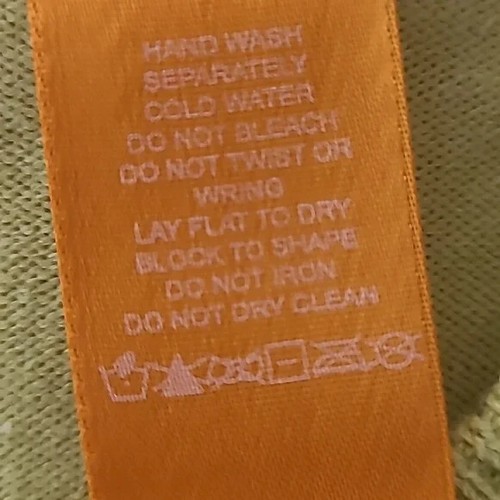 HAND WASH
SEPARATELY
COLD WATER
DO NOT BLEACH
DO NOT TWIST OR
WRING
LAY FLAT TO DRY
BLOCK TO SHAPE
DO NOT IRON
DO NOT DRY CLEAN